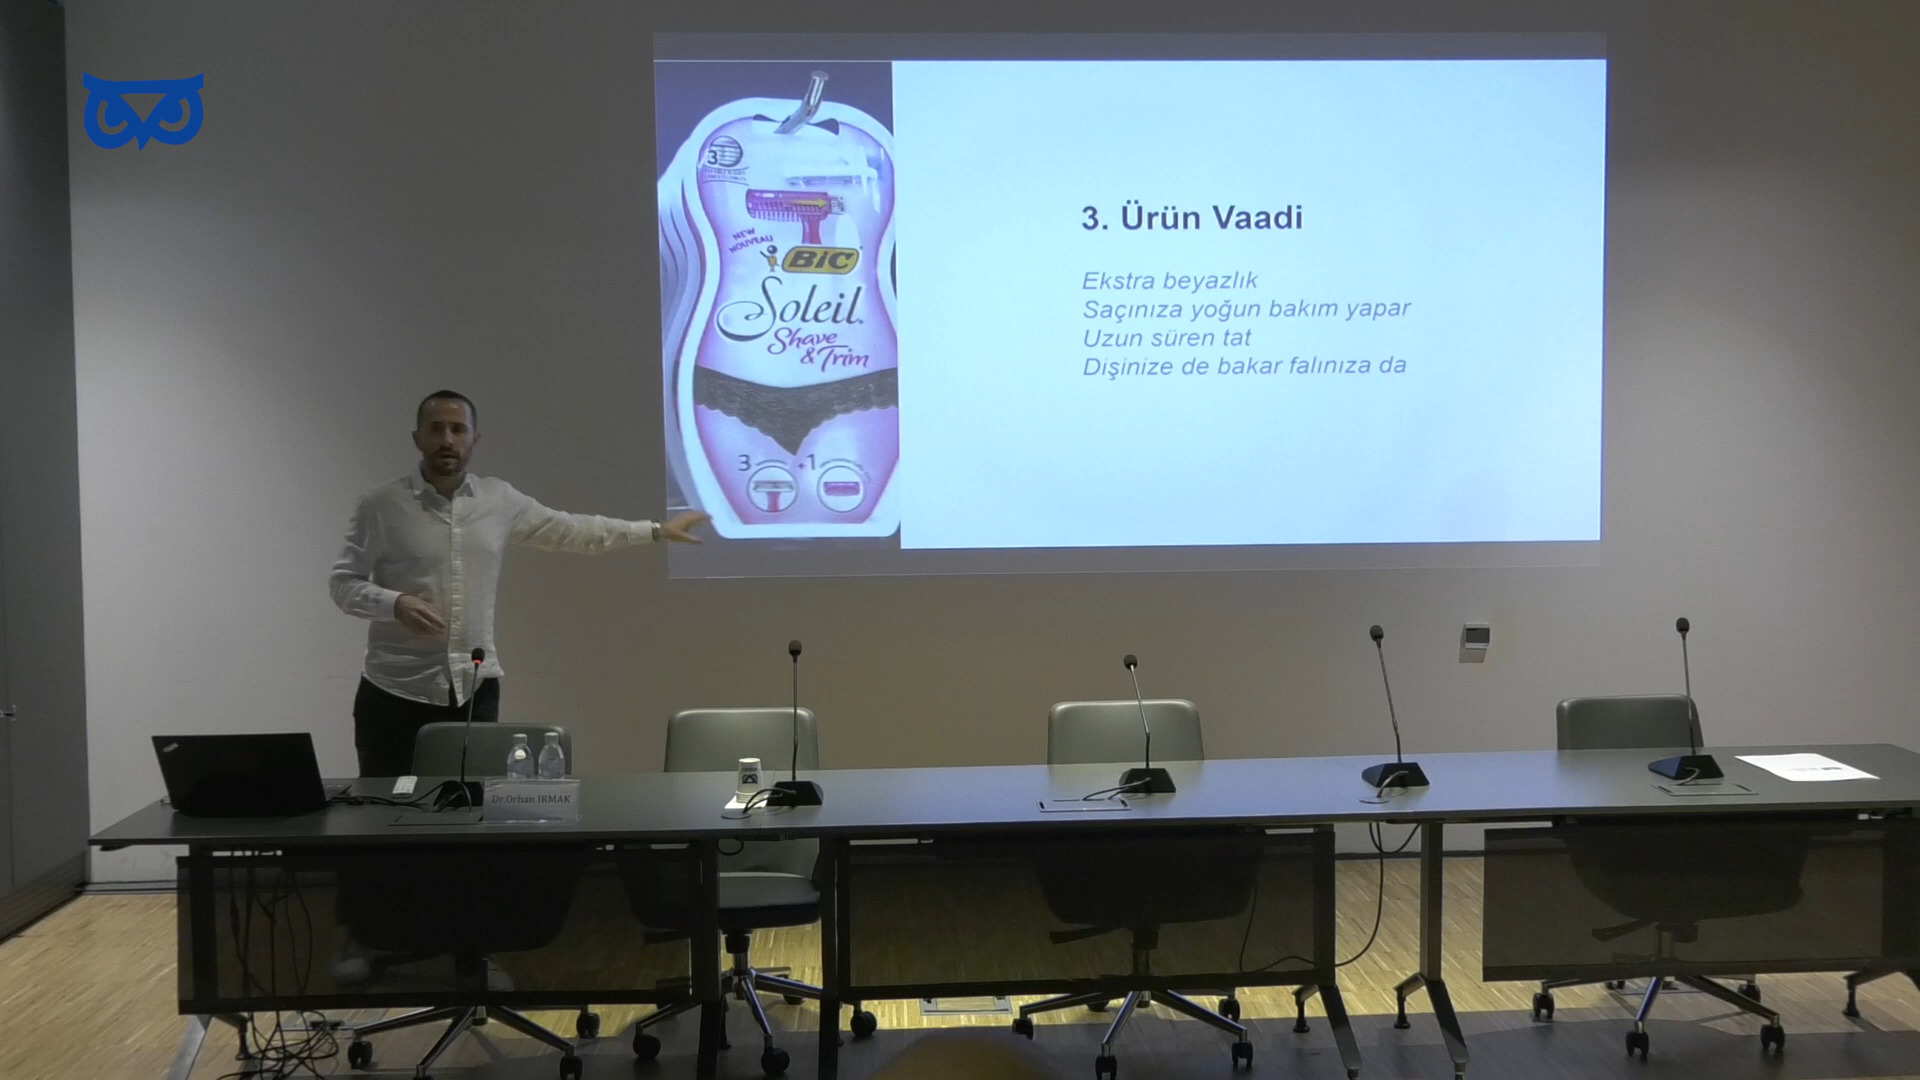 3
NEW
NOUVEAU
BIC
Soleil
Shave
& Trim
3
+1
3. Ürün Vaadi
Ekstra beyazlık
Saçınıza yoğun bakım yapar
Uzun süren tat
Dişinize de bakar falınıza da
Dr.Orhan IRMAK